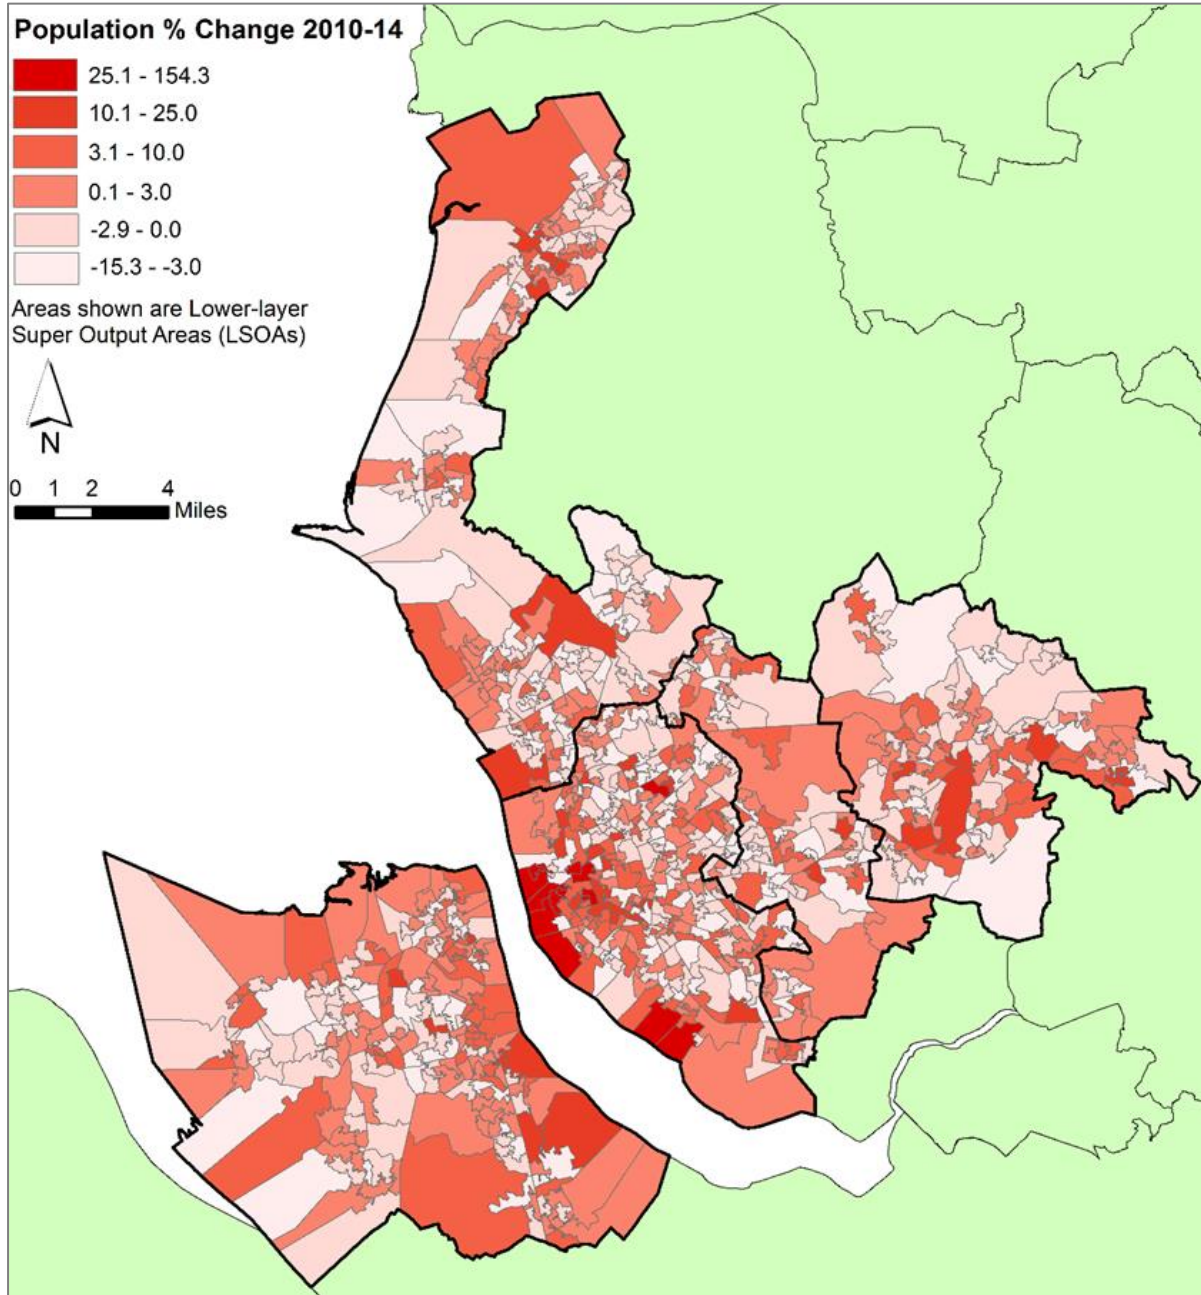 Population % Change 2010-14
25.1 - 154.3
10.1 - 25.0
3.1 - 10.0
0.1 - 3.0
-2.9 - 0.0
-15.3 - -3.0
Areas shown are Lower-layer
Super Output Areas (LSOAs)
N
0 1 2 4
Miles